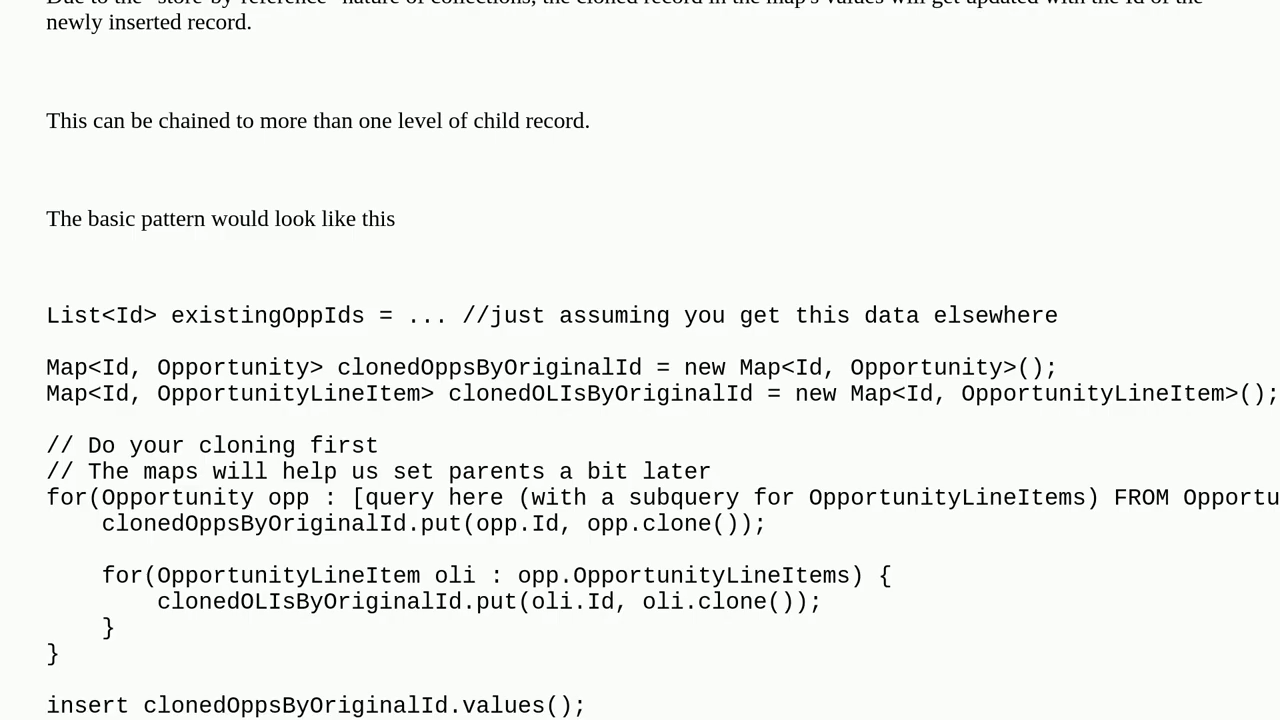 newly inserted record.
This can be chained to more than one level of child record.
The basic pattern would look like this
List<Id> existingOppIds = ... //just assuming you get this data elsewhere
Map<Id, Opportunity> clonedOppsByOriginalId = new Map<Id, Opportunity>();
Map<Id, OpportunityLineItem> clonedOLIsByOriginalId = new Map<Id, OpportunityLineItem>();
// Do your cloning first
// The maps will help us set parents a bit later
for(Opportunity opp : [query here (with a subquery for OpportunityLineItems) FROM Opportu
    clonedOppsByOriginalId.put(opp.Id, opp.clone());
    for(OpportunityLineItem oli : opp.OpportunityLineItems) {
        clonedOLIsByOriginalId.put(oli.Id, oli.clone());
    }
}
insert clonedOppsByOriginalId.values();